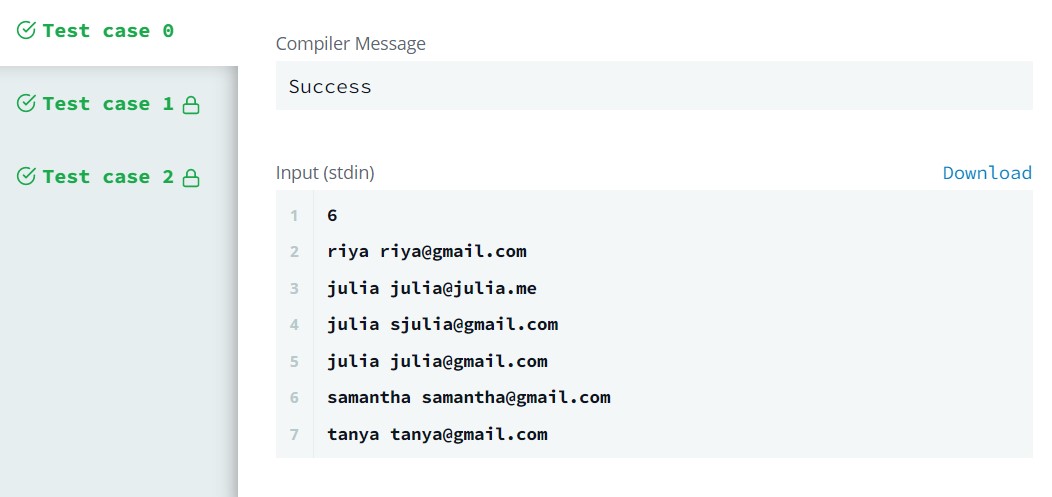 Test case 0
Test case 1
Test case 2
Compiler Message
Success
Input (stdin)
Download
1 6
2 riya riya@gmail.com
3 julia julia@julia.me
4 julia sjulia@gmail.com
5 julia julia@gmail.com
6 samantha samantha@gmail.com
7 tanya tanya@gmail.com